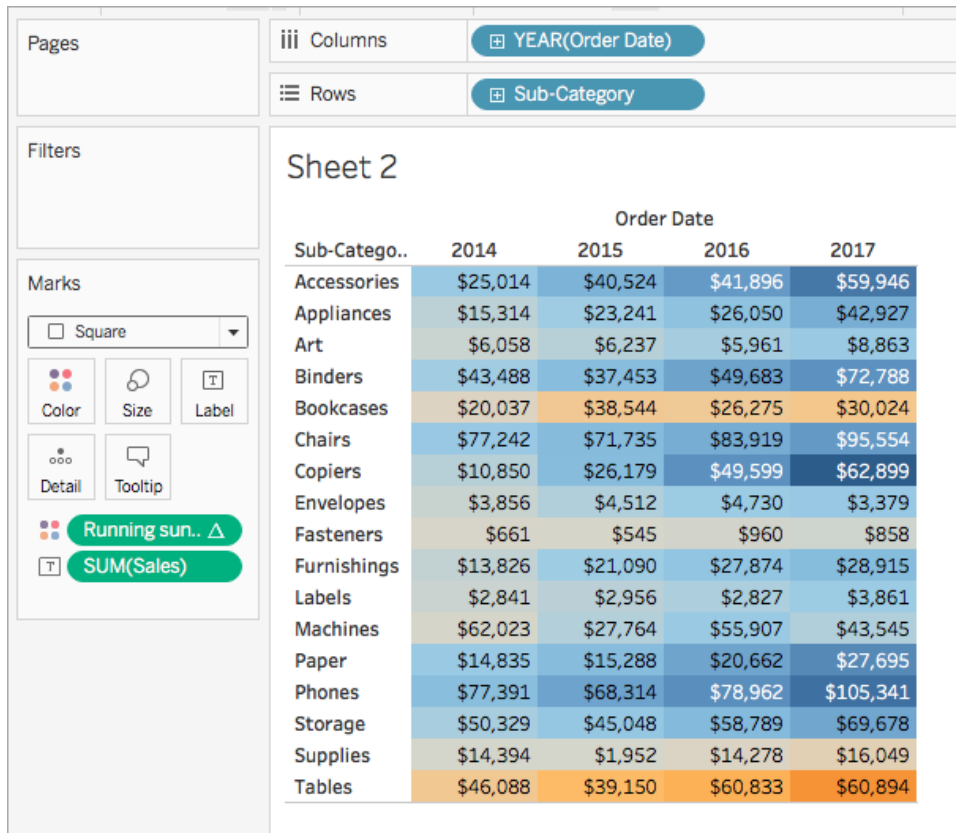 Pages
Columns
YEAR(Order Date)
Rows
Sub-Category
Filters
Marks
Square
Color Size Label
Detail Tooltip
Running sun.. Δ
SUM(Sales)
Sheet 2
Order Date
Sub-Catego.. 2014 2015 2016 2017
Accessories $25,014 $40,524 $41,896 $59,946
Appliances $15,314 $23,241 $26,050 $42,927
Art $6,058 $6,237 $5,961 $8,863
Binders $43,488 $37,453 $49,683 $72,788
Bookcases $20,037 $38,544 $26,275 $30,024
Chairs $77,242 $71,735 $83,919 $95,554
Copiers $10,850 $26,179 $49,599 $62,899
Envelopes $3,856 $4,512 $4,730 $3,379
Fasteners $661 $545 $960 $858
Furnishings $13,826 $21,090 $27,874 $28,915
Labels $2,841 $2,956 $2,827 $3,861
Machines $62,023 $27,764 $55,907 $43,545
Paper $14,835 $15,288 $20,662 $27,695
Phones $77,391 $68,314 $78,962 $105,341
Storage $50,329 $45,048 $58,789 $69,678
Supplies $14,394 $1,952 $14,278 $16,049
Tables $46,088 $39,150 $60,833 $60,894